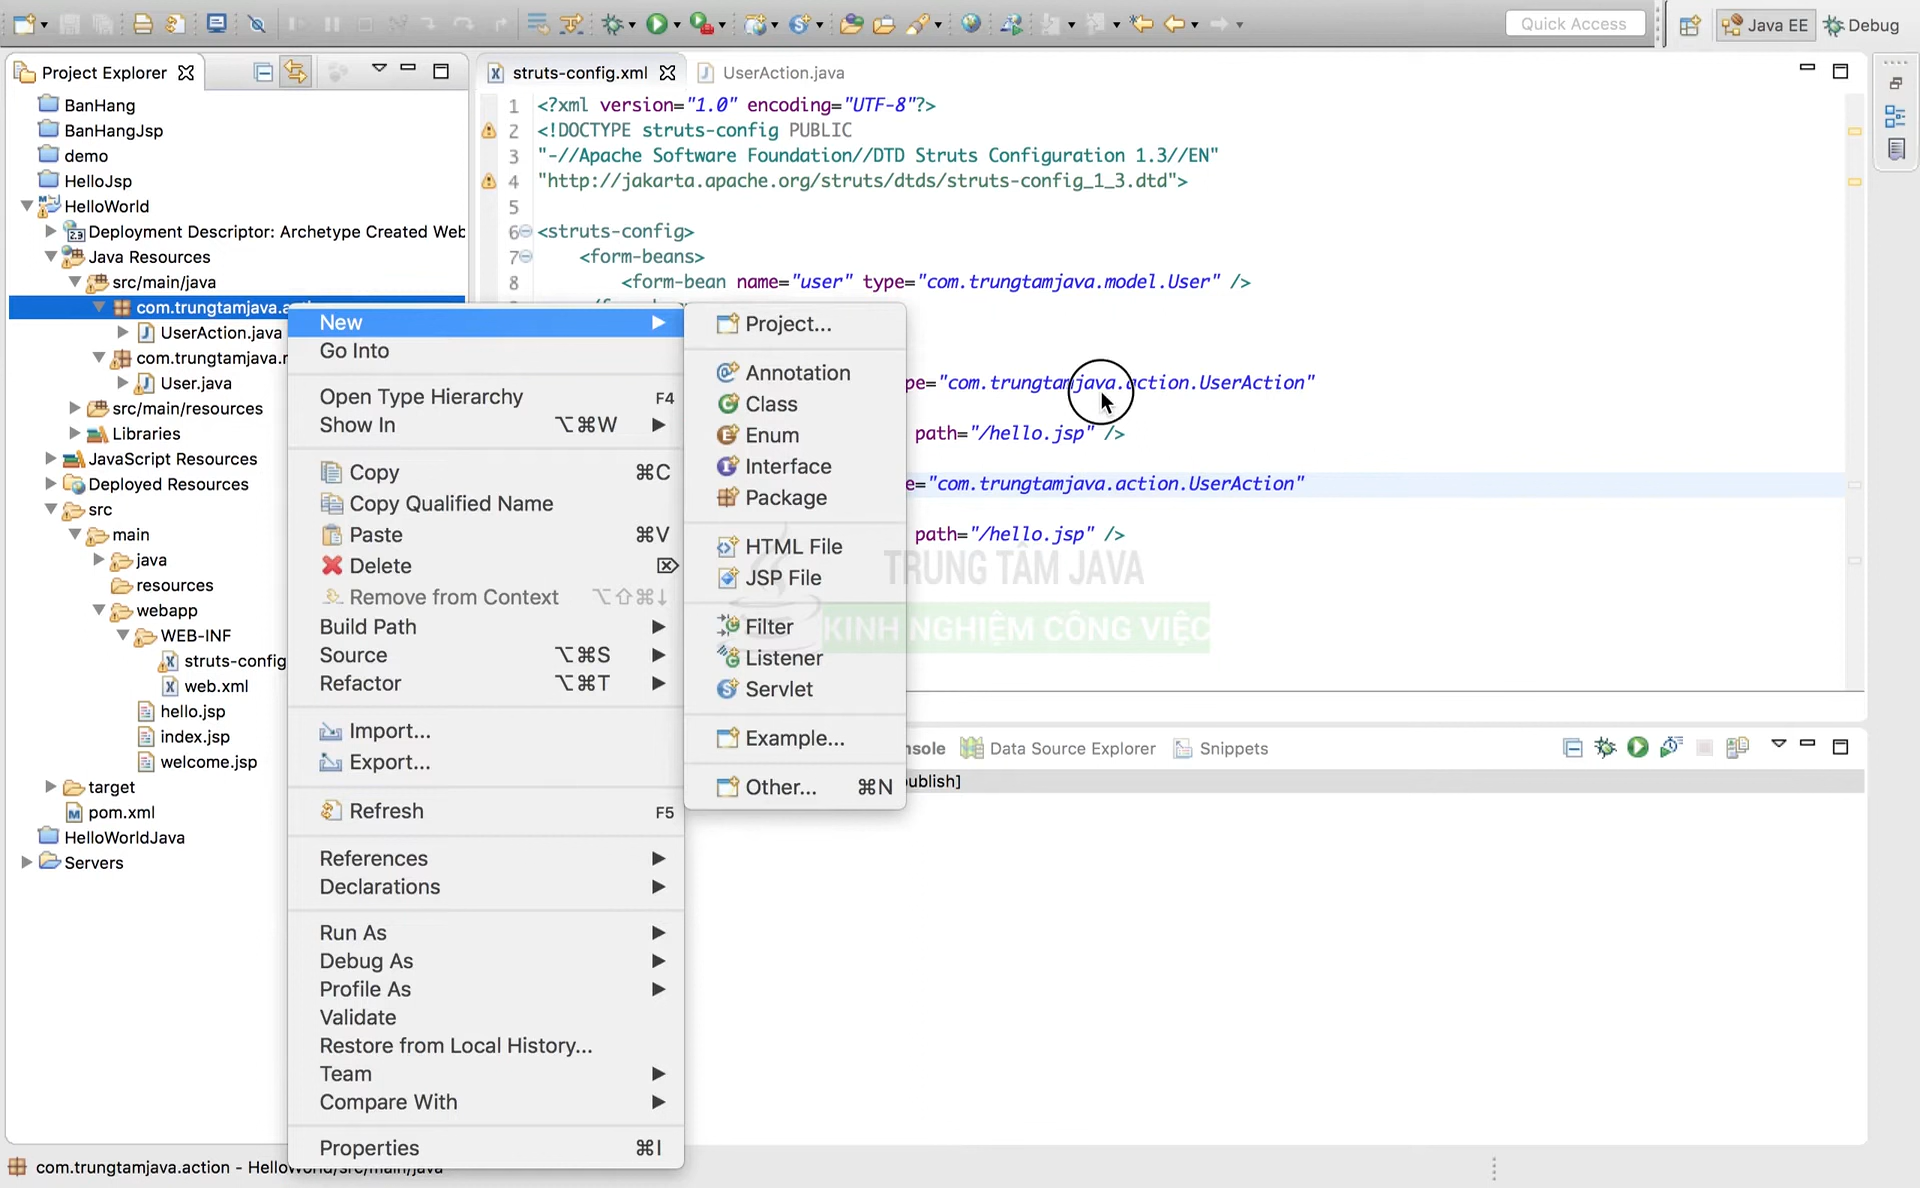 Quick Access
Java EE
Debug
Project Explorer
BanHang
BanHangJsp
demo
HelloJsp
HelloWorld
Deployment Descriptor: Archetype Created Web
Java Resources
src/main/java
com.trungtamjava.a
UserAction.java
com.trungtamjava.r
User.java
src/main/resources
Libraries
JavaScript Resources
Deployed Resources
src
main
java
resources
webapp
WEB-INF
struts-config
web.xml
hello.jsp
index.jsp
welcome.jsp
target
pom.xml
HelloWorldJava
Servers
struts-config.xml
UserAction.java
1 <?xml version="1.0" encoding="UTF-8"?>
2 <!DOCTYPE struts-config PUBLIC
3 "-//Apache Software Foundation//DTD Struts Configuration 1.3//EN"
4 "http://jakarta.apache.org/struts/dtds/struts-config_1_3.dtd">
5
6 <struts-config>
7 <form-beans>
8 <form-bean name="user" type="com.trungtamjava.model.User" />
pe="com.trungtamjava.action.UserAction"
path="/hello.jsp" />
e="com.trungtamjava.action.UserAction"
path="/hello.jsp" />
TRUNG TÂM JAVA
KINH NGHIỆM CÔNG VIỆC
New
Go Into
Open Type Hierarchy F4
Show In ⌥⌘W
Copy ⌘C
Copy Qualified Name
Paste ⌘V
Delete ⌦
Remove from Context ⌥⇧⌘↓
Build Path
Source ⌥⌘S
Refactor ⌥⌘T
Import...
Export...
Refresh F5
References
Declarations
Run As
Debug As
Profile As
Validate
Restore from Local History...
Team
Compare With
Properties ⌘I
Project...
Annotation
Class
Enum
Interface
Package
HTML File
JSP File
Filter
Listener
Servlet
Example...
Other... ⌘N
nsole
Data Source Explorer
Snippets
ublish]
com.trungtamjava.action - HelloWorld/src/main/java